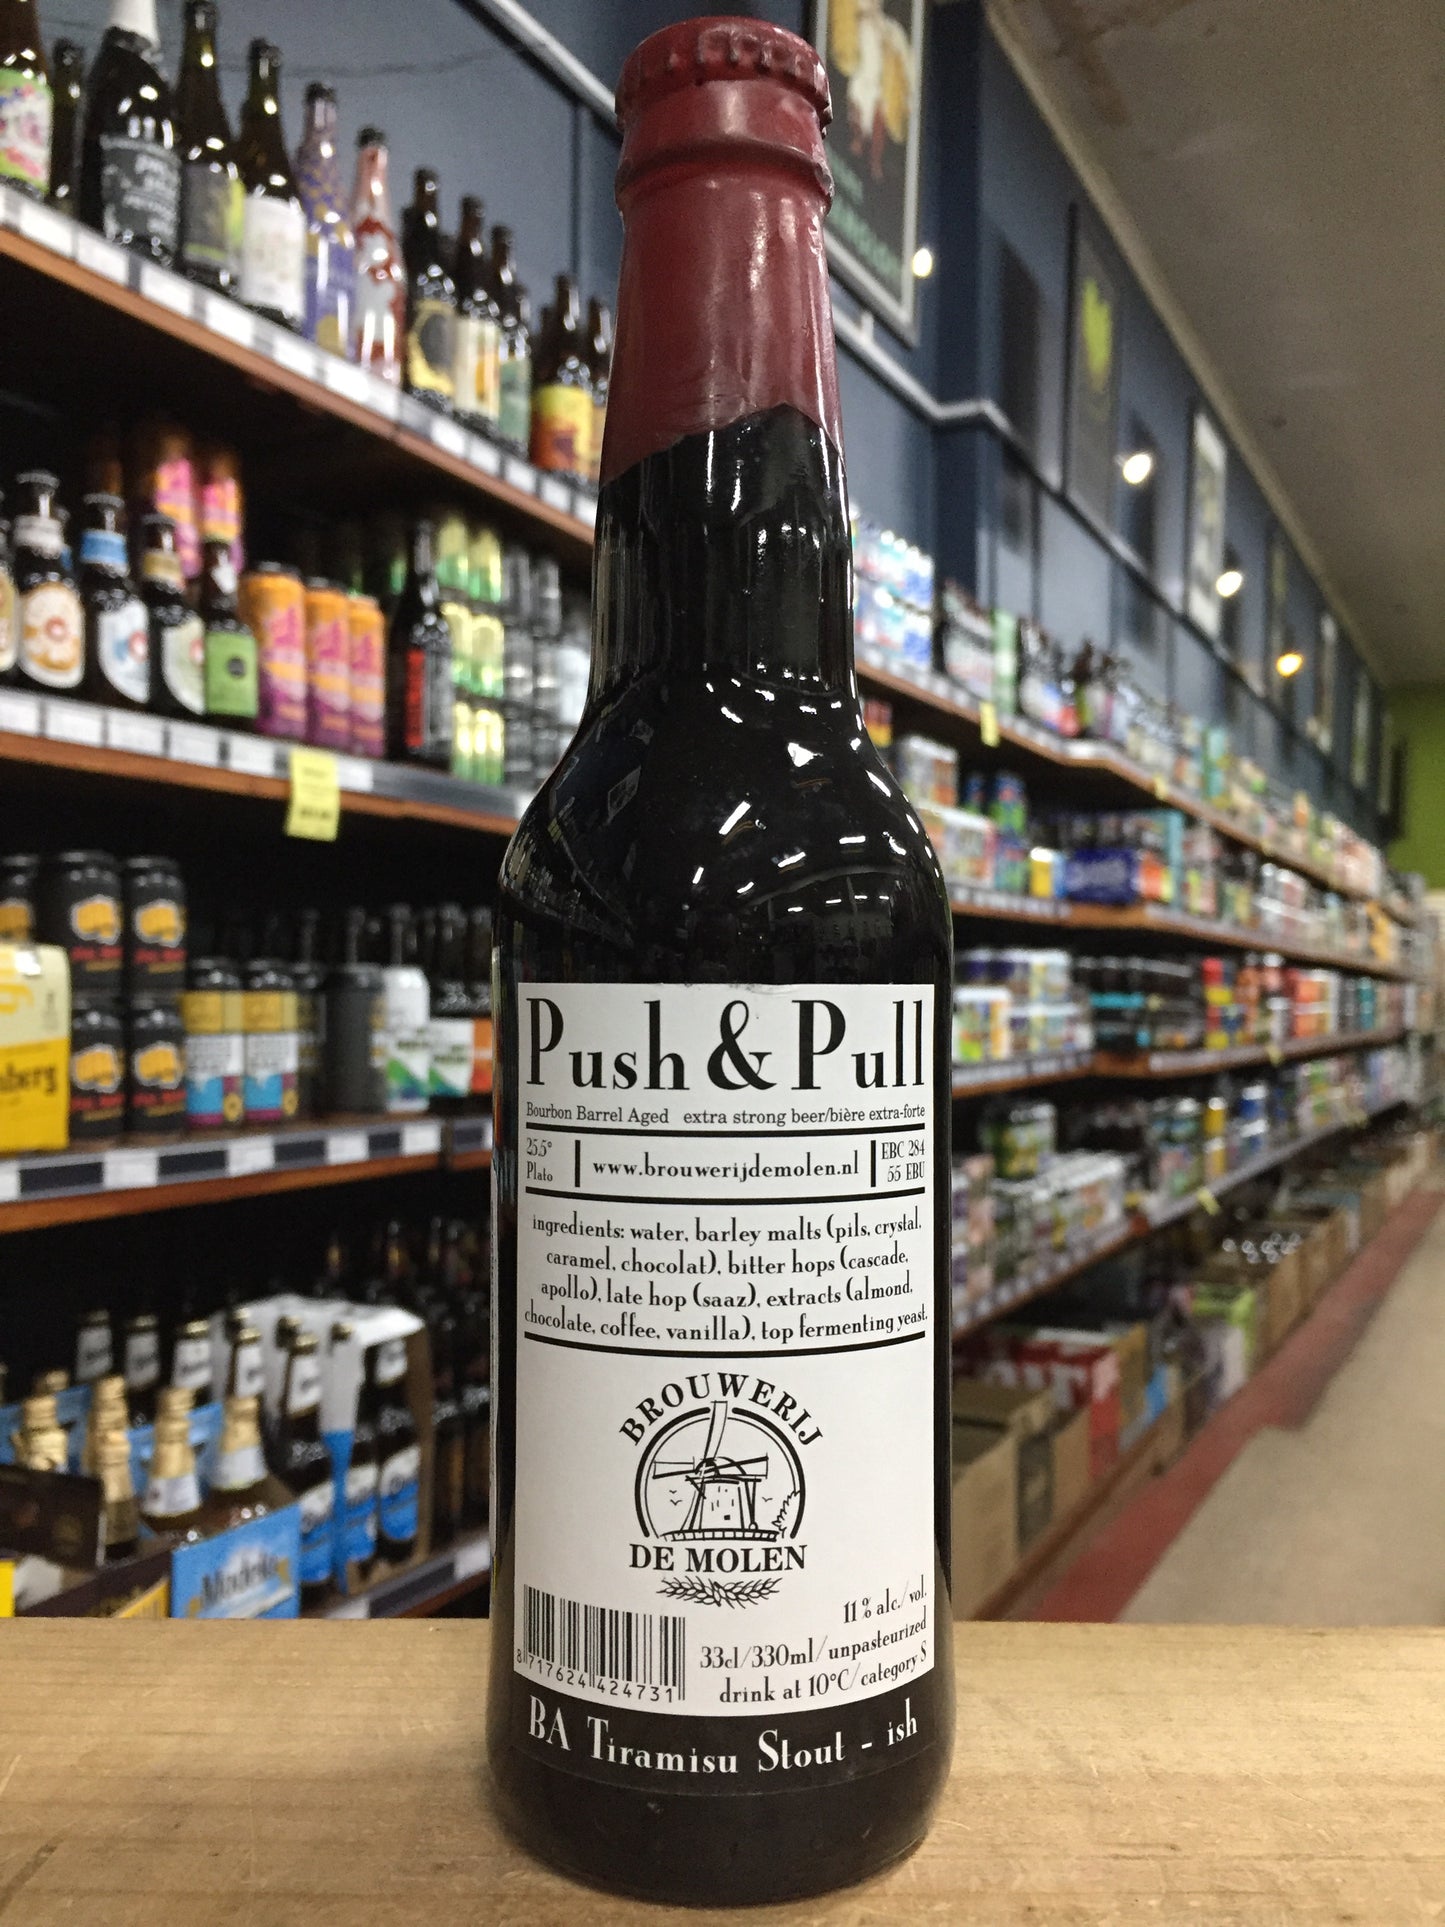 Push & Pull
Bourbon Barrel Aged extra strong beer/bière extra-forte
25.5°
Plato
www.brouwerijdemolen.nl
EBC 284
55 EBU
ingredients: water, barley malts (pils, crystal,
caramel, chocolat), bitter hops (cascade,
apollo), late hop (saaz), extracts (almond,
chocolate, coffee, vanilla), top fermenting yeast.
BROUWERIJ
DE MOLEN
11% alc./vol.
33cl/330ml/unpasteurized
drink at 10°C/category S
8 717624 424731
BA Tiramisu Stout - ish
Modelo